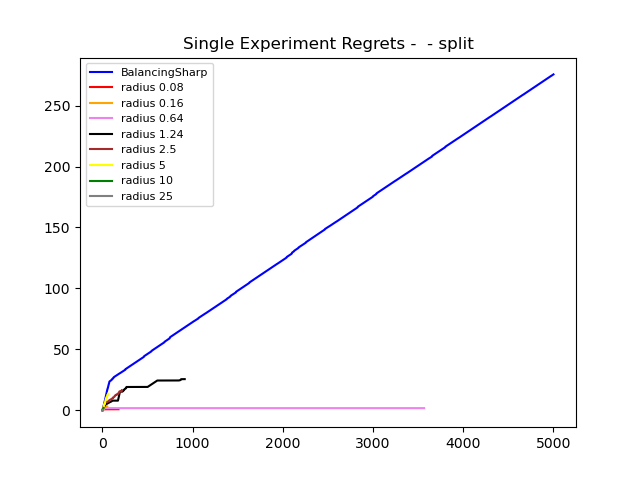 Single Experiment Regrets -  - split
BalancingSharp
radius 0.08
radius 0.16
radius 0.64
radius 1.24
radius 2.5
radius 5
radius 10
radius 25
250
200
150
100
50
0
0 1000 2000 3000 4000 5000